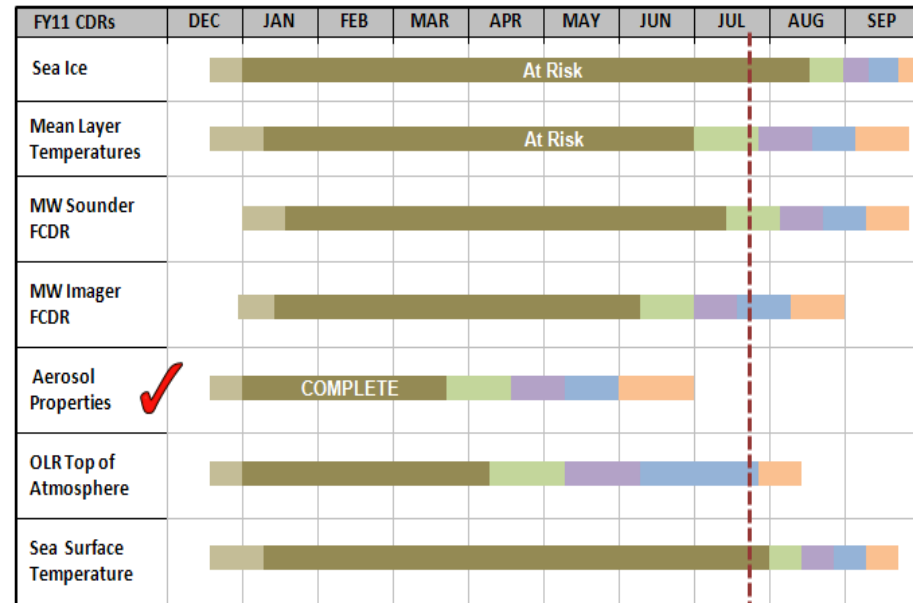 FY11 CDRs DEC JAN FEB MAR APR MAY JUN JUL AUG SEP
Sea Ice
At Risk
Mean Layer
Temperatures
At Risk
MW Sounder
FCDR
MW Imager
FCDR
Aerosol
Properties
COMPLETE
OLR Top of
Atmosphere
Sea Surface
Temperature